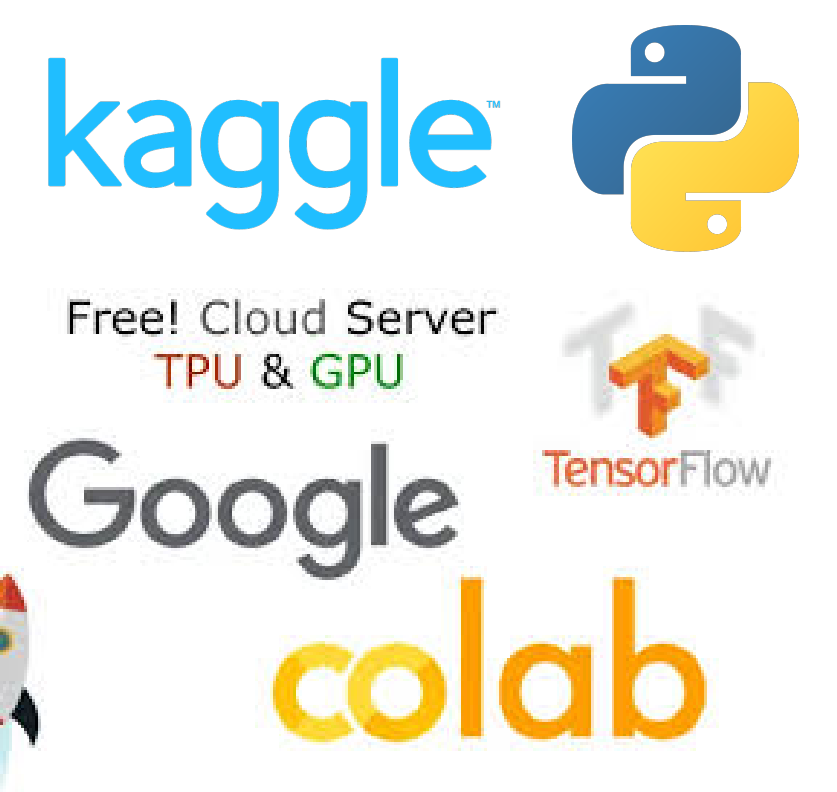 kaggle™
Free! Cloud Server
TPU & GPU
TensorFlow
Google
colab